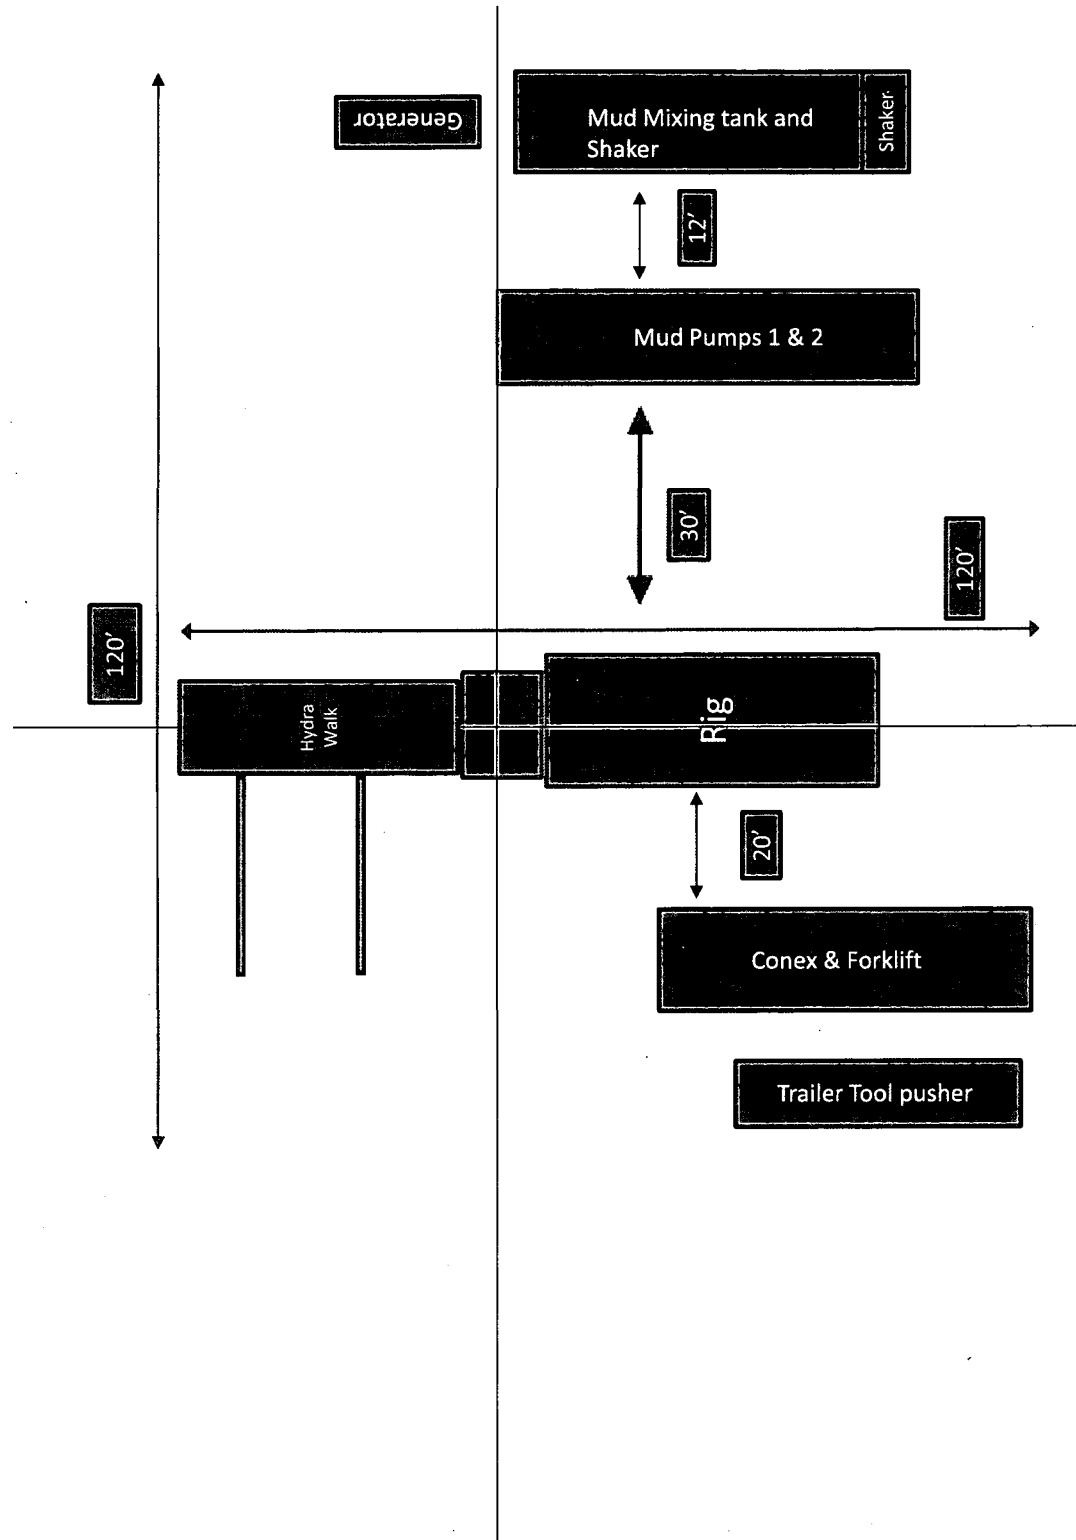 Generator
Mud Mixing tank and
Shaker
Shaker
12'
Mud Pumps 1 & 2
30'
120'
120'
Hydra
Walk
Rig
20'
Conex & Forklift
Trailer Tool pusher